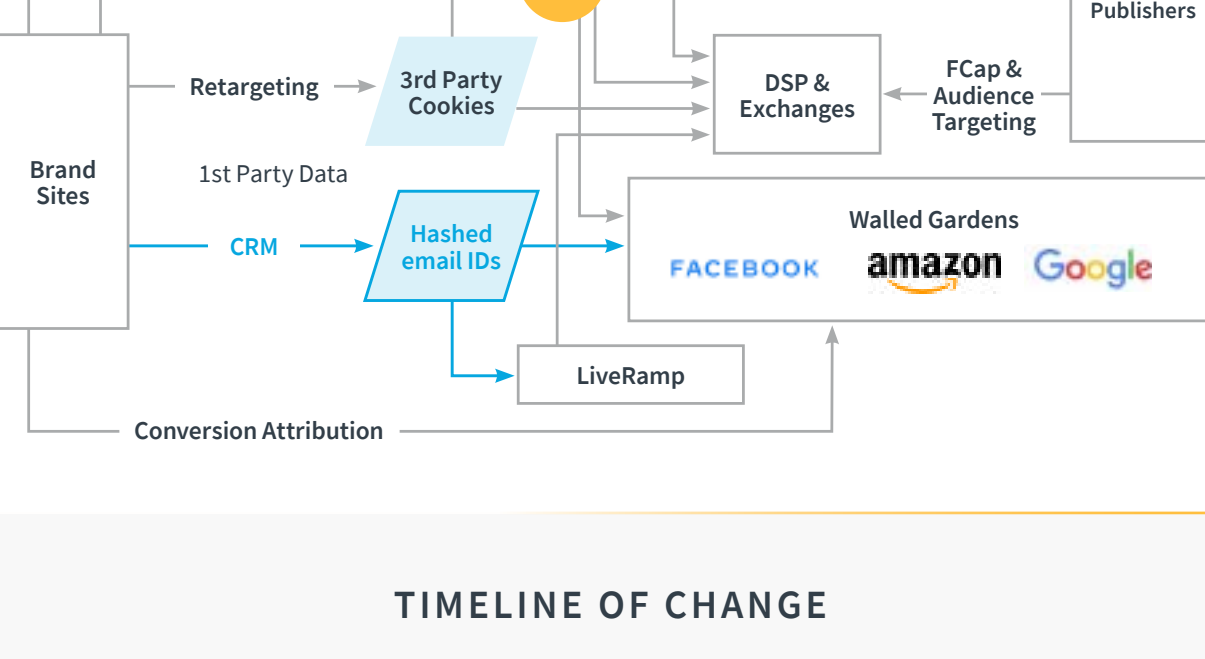 Publishers
Retargeting
3rd Party
Cookies
DSP &
Exchanges
FCap &
Audience
Targeting
Brand
Sites
1st Party Data
CRM
Hashed
email IDs
Walled Gardens
FACEBOOK
amazon
Google
LiveRamp
Conversion Attribution
TIMELINE OF CHANGE